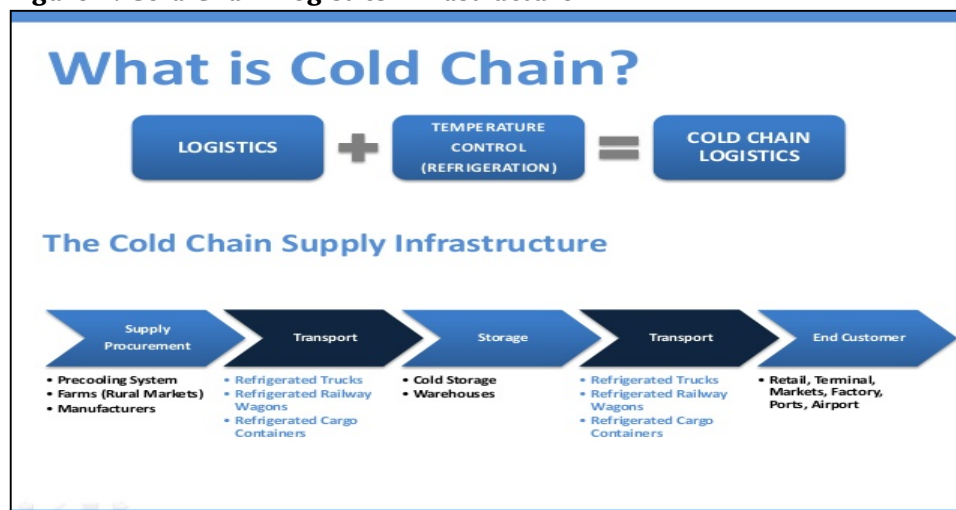 What is Cold Chain?
LOGISTICS
TEMPERATURE
CONTROL
(REFRIGERATION)
COLD CHAIN
LOGISTICS
The Cold Chain Supply Infrastructure
Supply
Procurement
Transport
Storage
Transport
End Customer
• Precooling System
• Farms (Rural Markets)
• Manufacturers
• Refrigerated Trucks
• Refrigerated Railway
Wagons
• Refrigerated Cargo
Containers
• Cold Storage
• Warehouses
• Refrigerated Trucks
• Refrigerated Railway
Wagons
• Refrigerated Cargo
Containers
• Retail, Terminal,
Markets, Factory,
Ports, Airport